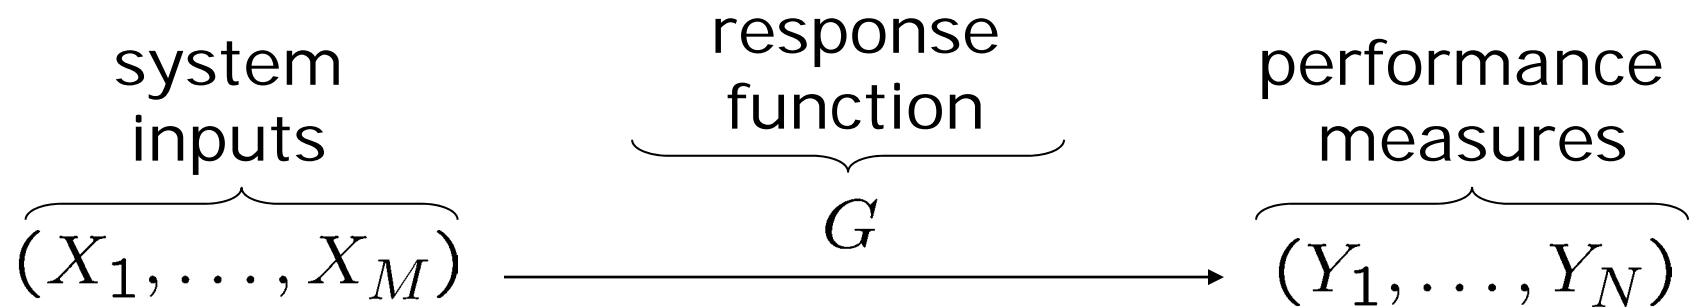 system
inputs
response
function
performance
measures
(X_1, . . . , X_M)
G
(Y_1, . . . , Y_N)